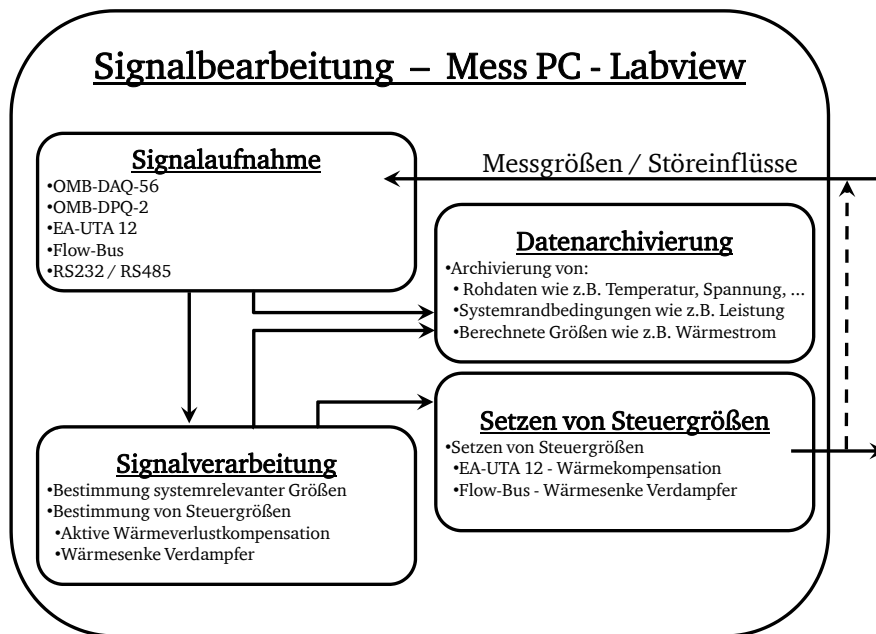 Signalbearbeitung – Mess PC - Labview
Signalaufnahme
•OMB-DAQ-56
•OMB-DPQ-2
•EA-UTA 12
•Flow-Bus
•RS232 / RS485
Messgrößen / Störeinflüsse
Datenarchivierung
•Archivierung von:
•Rohdaten wie z.B. Temperatur, Spannung, ...
•Systemrandbedingungen wie z.B. Leistung
•Berechnete Größen wie z.B. Wärmestrom
Setzen von Steuergrößen
•Setzen von Steuergrößen
•EA-UTA 12 - Wärmekompensation
•Flow-Bus - Wärmesenke Verdampfer
Signalverarbeitung
•Bestimmung systemrelevanter Größen
•Bestimmung von Steuergrößen
•Aktive Wärmeverlustkompensation
•Wärmesenke Verdampfer